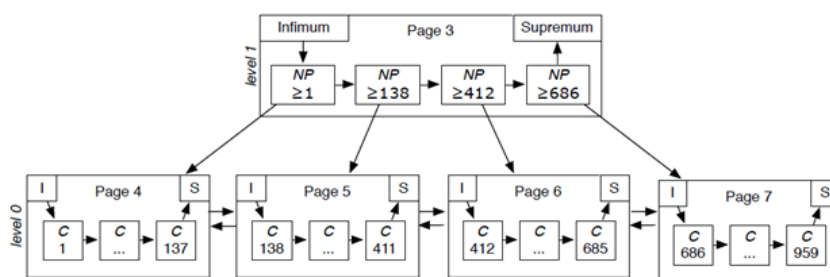 Infimum Page 3 Supremum
level 1
NP NP NP NP
≥1 ≥138 ≥412 ≥686
level 0
I Page 4 S I Page 5 S I Page 6 S I Page 7 S
C C C C C C C C C C C C
1 ... 137 138 ... 411 412 ... 685 686 ... 959